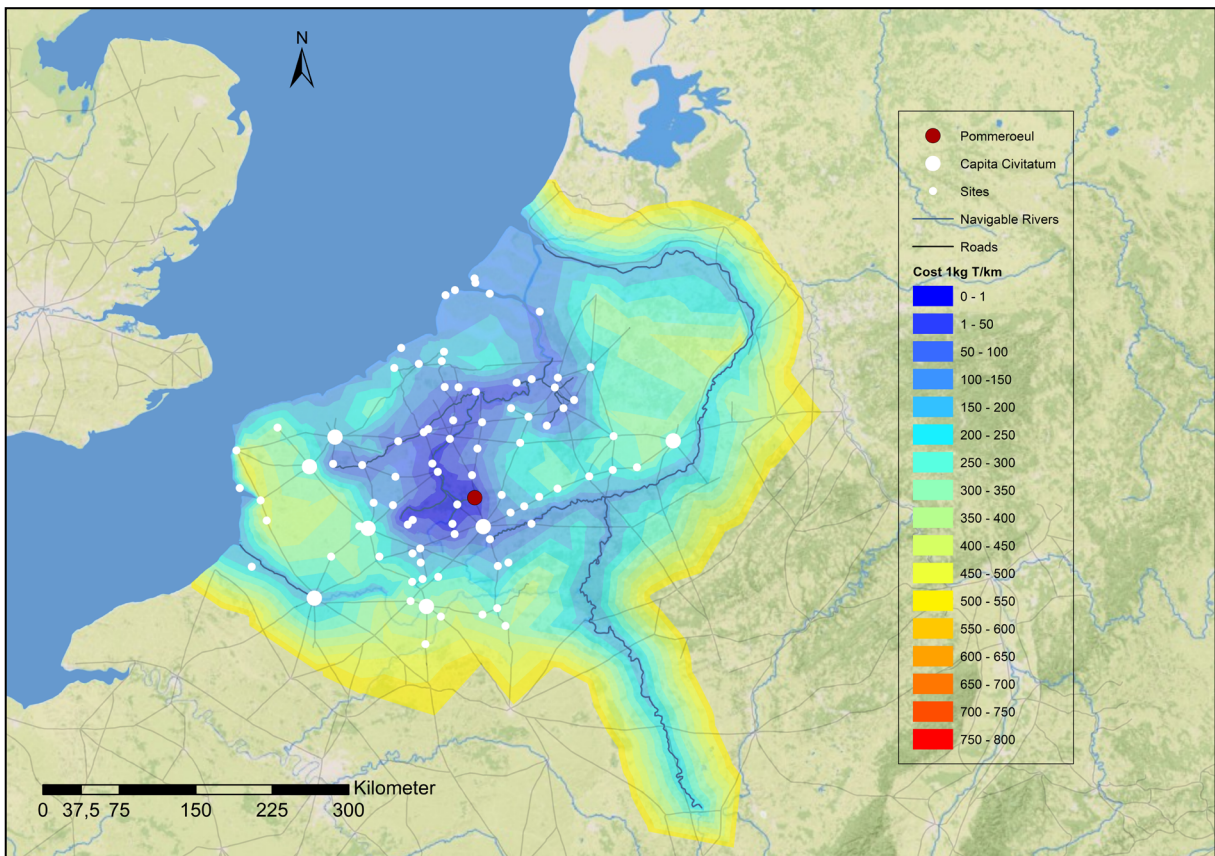 N
Pommeroeul
Capita Civitatum
Sites
Navigable Rivers
Roads
Cost 1kg T/km
0 - 1
1 - 50
50 - 100
100 -150
150 - 200
200 - 250
250 - 300
300 - 350
350 - 400
400 - 450
450 - 500
500 - 550
550 - 600
600 - 650
650 - 700
700 - 750
750 - 800
Kilometer
0 37,5 75 150 225 300